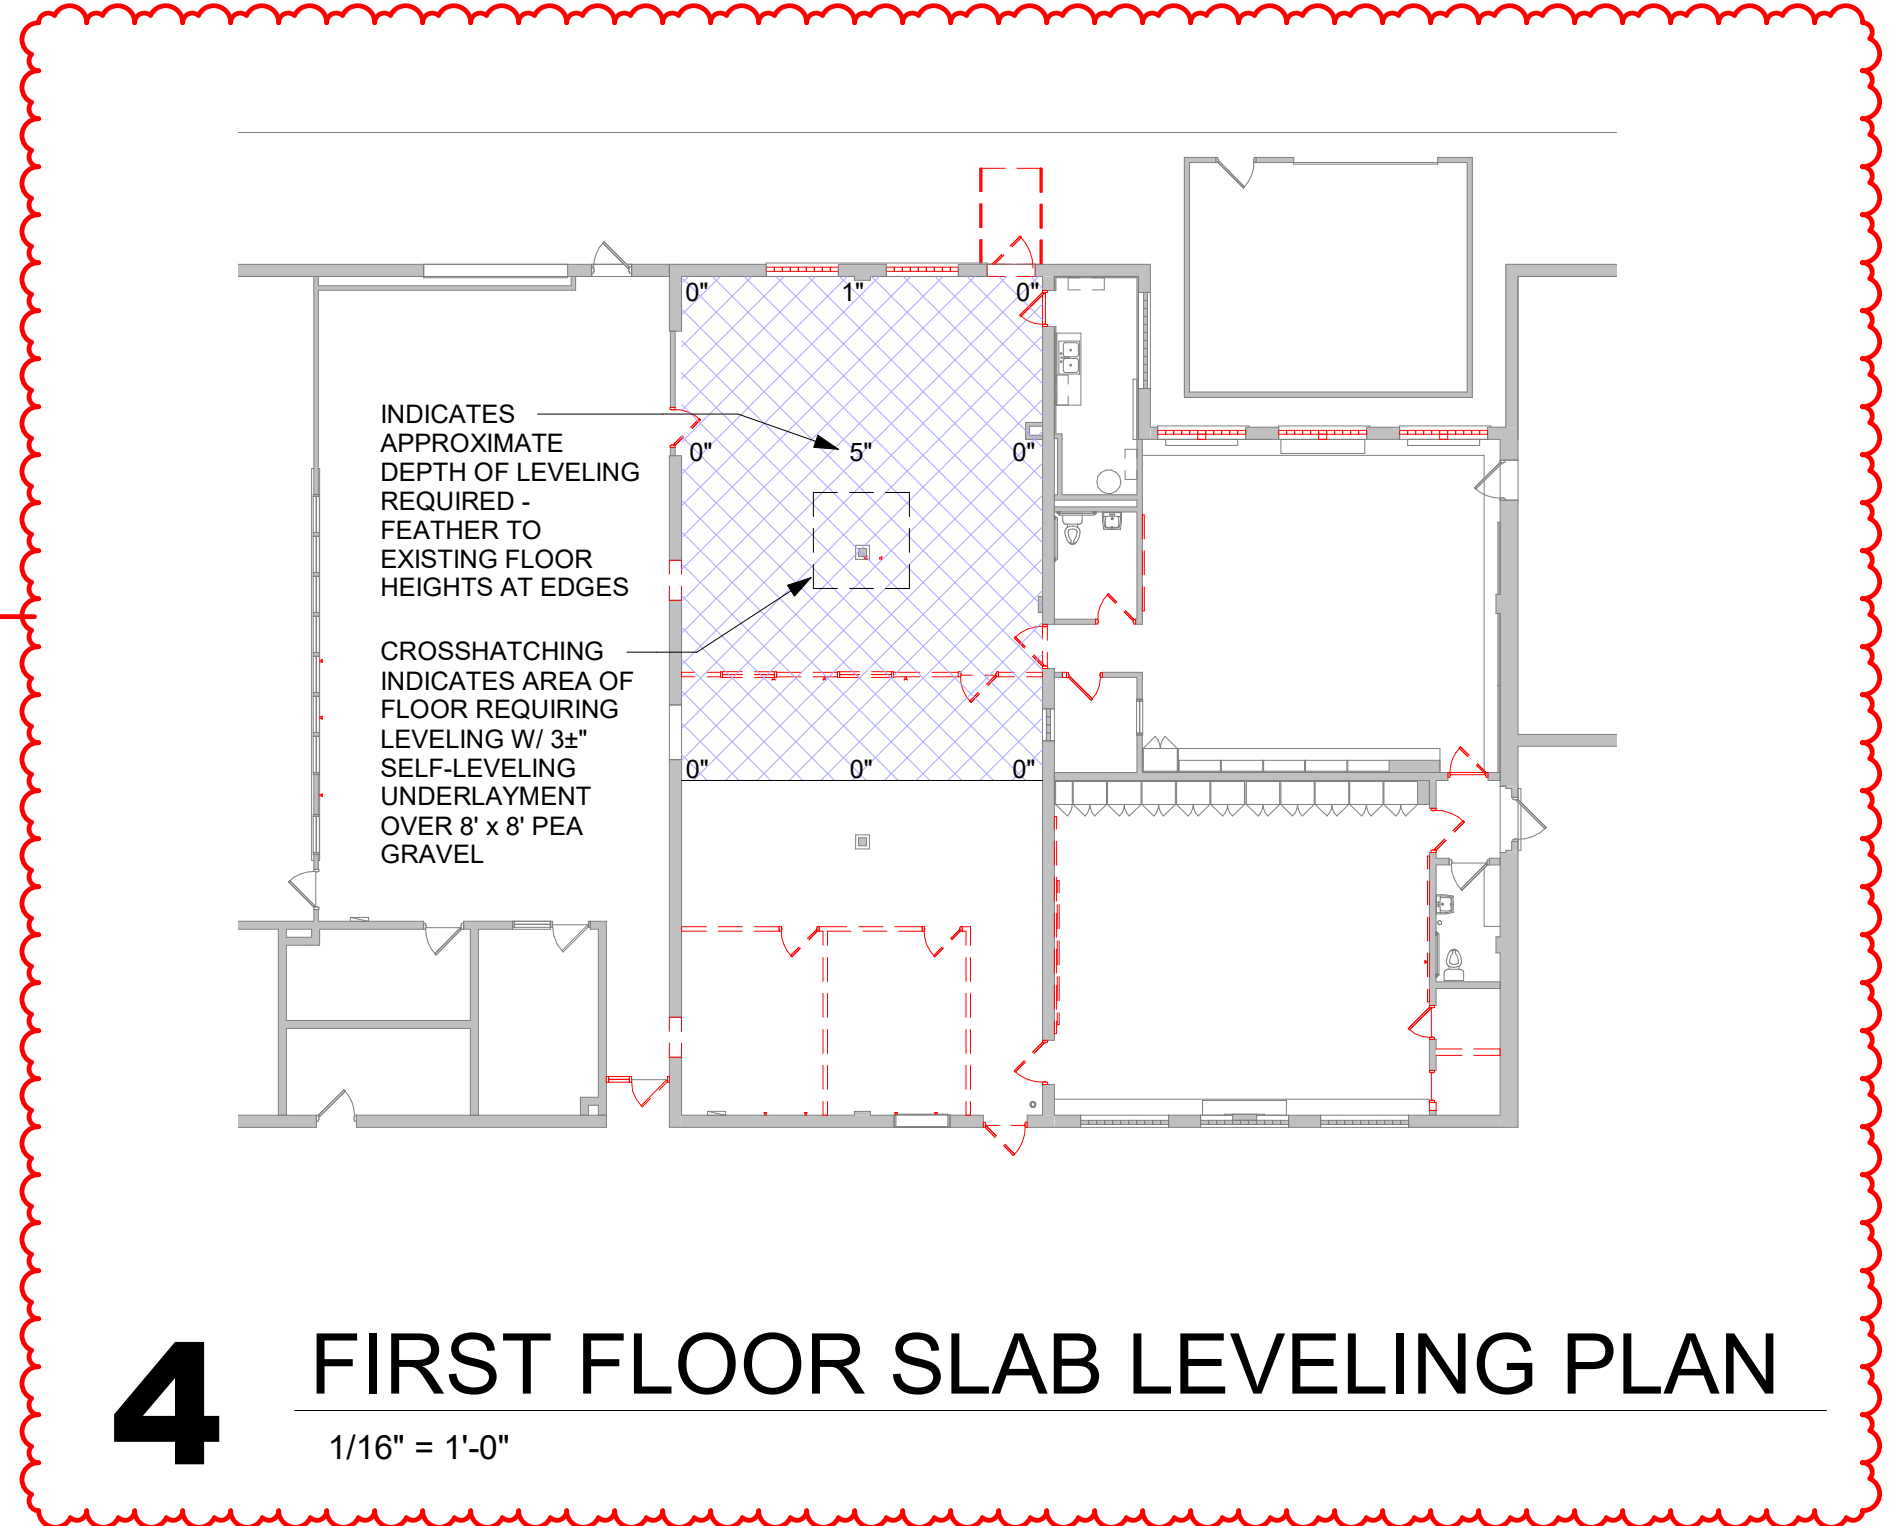 0" 1" 0"
INDICATES
APPROXIMATE
DEPTH OF LEVELING
REQUIRED -
FEATHER TO
EXISTING FLOOR
HEIGHTS AT EDGES
0" 5" 0"
CROSSHATCHING
INDICATES AREA OF
FLOOR REQUIRING
LEVELING W/ 3±"
SELF-LEVELING
UNDERLAYMENT
OVER 8' x 8' PEA
GRAVEL
0" 0" 0"
4 FIRST FLOOR SLAB LEVELING PLAN
1/16" = 1'-0"